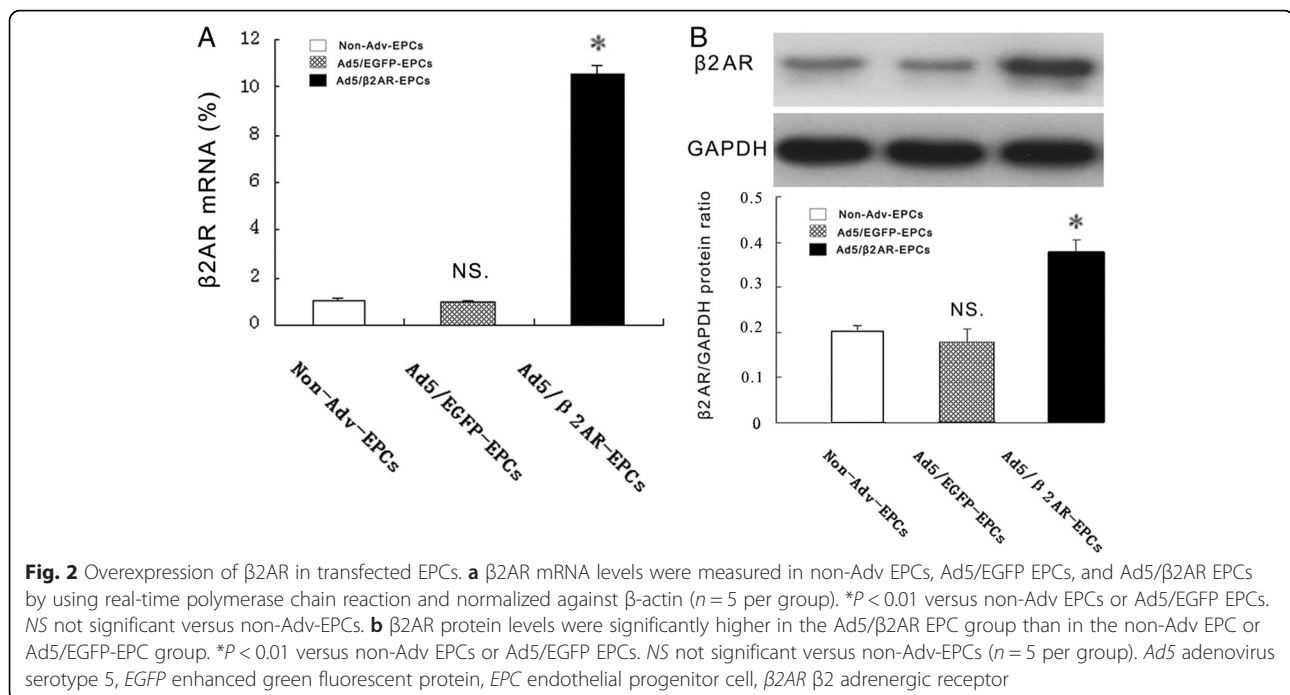 A
12
10
8
6
4
2
0
β2AR mRNA (%)
Non-Adv-EPCs
Ad5/EGFP-EPCs
Ad5/β2AR-EPCs
NS.
*
Non-Adv-EPCs
Ad5/EGFP-EPCs
Ad5/β 2AR-EPCs
B
β2AR
GAPDH
0.5
0.4
0.3
0.2
0.1
0
β2AR/GAPDH protein ratio
Non-Adv-EPCs
Ad5/EGFP-EPCs
Ad5/β2AR-EPCs
NS.
*
Non-Adv-EPCs
Ad5/EGFP-EPCs
Ad5/β 2AR-EPCs
Fig. 2 Overexpression of β2AR in transfected EPCs. a β2AR mRNA levels were measured in non-Adv EPCs, Ad5/EGFP EPCs, and Ad5/β2AR EPCs
by using real-time polymerase chain reaction and normalized against β-actin (n = 5 per group). *P < 0.01 versus non-Adv EPCs or Ad5/EGFP EPCs.
NS not significant versus non-Adv-EPCs. b β2AR protein levels were significantly higher in the Ad5/β2AR EPC group than in the non-Adv EPC or
Ad5/EGFP-EPC group. *P < 0.01 versus non-Adv EPCs or Ad5/EGFP EPCs. NS not significant versus non-Adv-EPCs (n = 5 per group). Ad5 adenovirus
serotype 5, EGFP enhanced green fluorescent protein, EPC endothelial progenitor cell, β2AR β2 adrenergic receptor